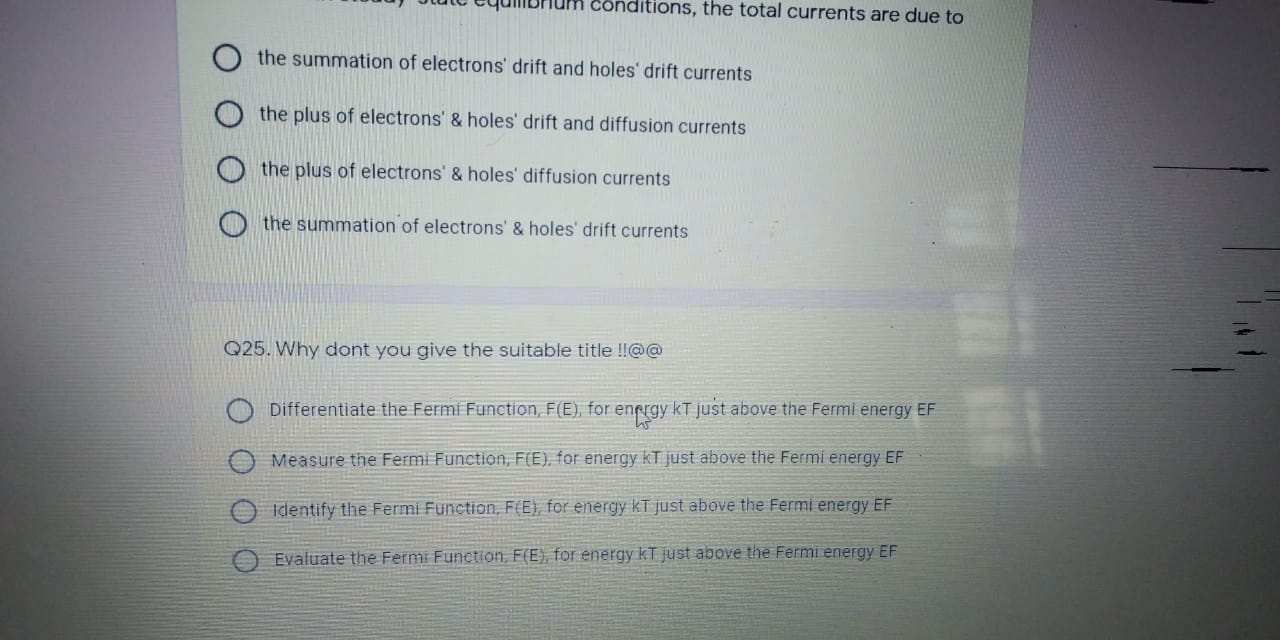 conditions, the total currents are due to
the summation of electrons' drift and holes' drift currents
the plus of electrons' & holes' drift and diffusion currents
the plus of electrons' & holes' diffusion currents
the summation of electrons' & holes' drift currents
Q25. Why dont you give the suitable title !!@@
Differentiate the Fermi Function, F(E), for energy kT just above the Fermi energy EF
Measure the Fermi Function, F(E), for energy kT just above the Fermi energy EF
Identify the Fermi Function, F(E), for energy kT just above the Fermi energy EF
Evaluate the Fermi Function, F(E), for energy kT just above the Fermi energy EF